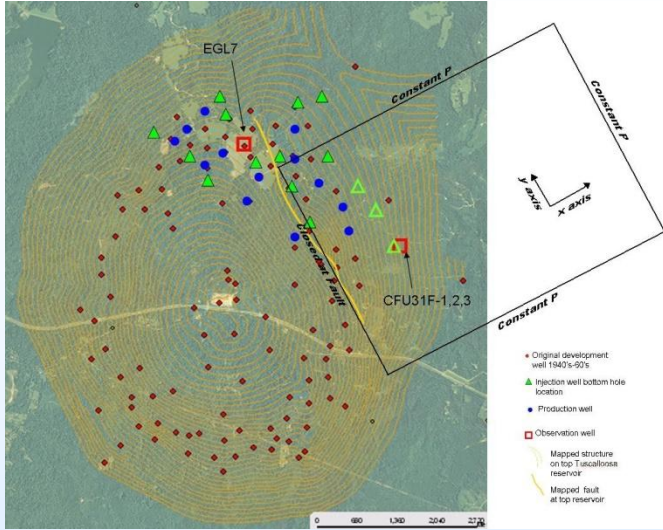 EGL7
Constant P
Constant P
y axis
x axis
Closed at Fault
Constant P
CFU31F-1,2,3
Original development
well 1940's-60's
Injection well bottom hole
location
Production well
Observation well
Mapped structure
on top Tuscalloosa
reservoir
Mapped fault
at top reservoir
0 680 1,360 2,040